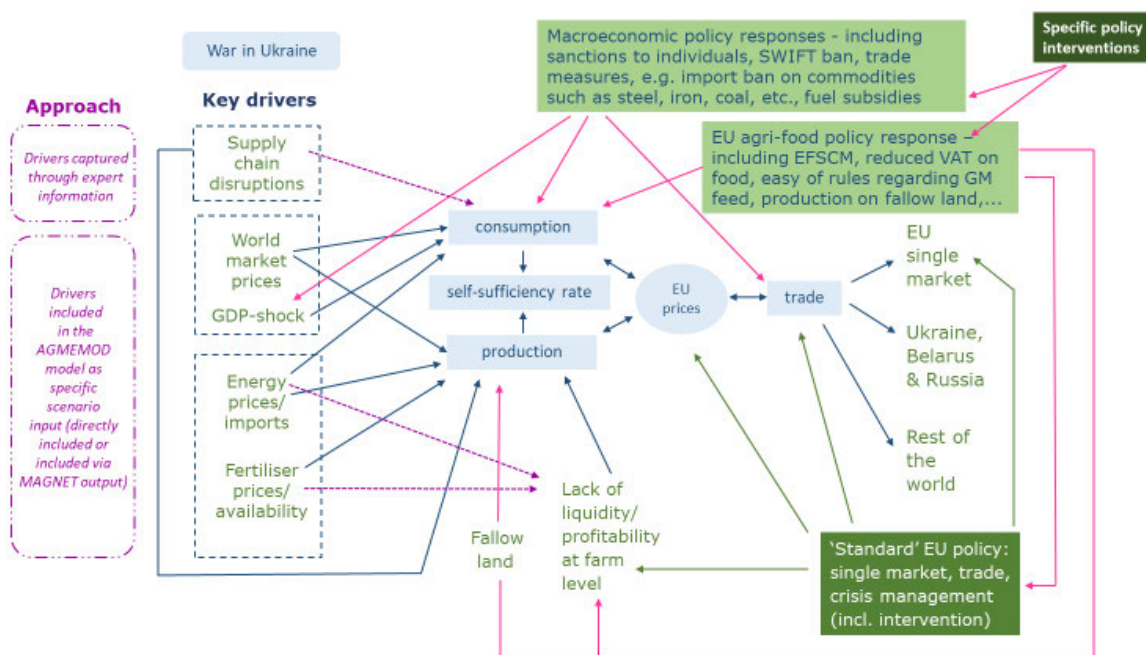 War in Ukraine
Macroeconomic policy responses - including
sanctions to individuals, SWIFT ban, trade
measures, e.g. import ban on commodities
such as steel, iron, coal, etc., fuel subsidies
Specific policy
interventions
Approach
Drivers captured
through expert
information
Drivers
included
in the
AGMEMOD
model as
specific
scenario
input (directly
included or
included via
MAGNET output)
Key drivers
Supply
chain
disruptions
World
market
prices
GDP-shock
Energy
prices/
imports
Fertiliser
prices/
availability
EU agri-food policy response –
including EFSCM, reduced VAT on
food, easy of rules regarding GM
feed, production on fallow land,...
consumption
self-sufficiency rate
production
EU
prices
trade
EU
single
market
Ukraine,
Belarus
& Russia
Rest of
the
world
Fallow
land
Lack of
liquidity/
profitability
at farm
level
‘Standard’ EU policy:
single market, trade,
crisis management
(incl. intervention)